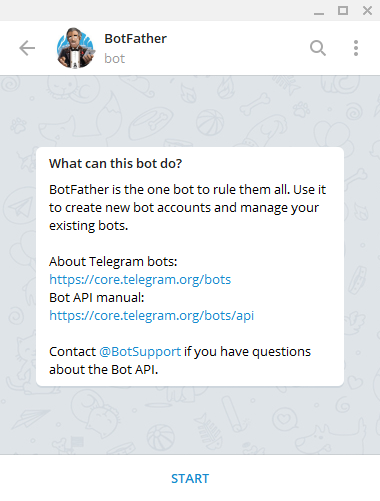 BotFather
bot
What can this bot do?
BotFather is the one bot to rule them all. Use it
to create new bot accounts and manage your
existing bots.
About Telegram bots:
https://core.telegram.org/bots
Bot API manual:
https://core.telegram.org/bots/api
Contact @BotSupport if you have questions
about the Bot API.
START